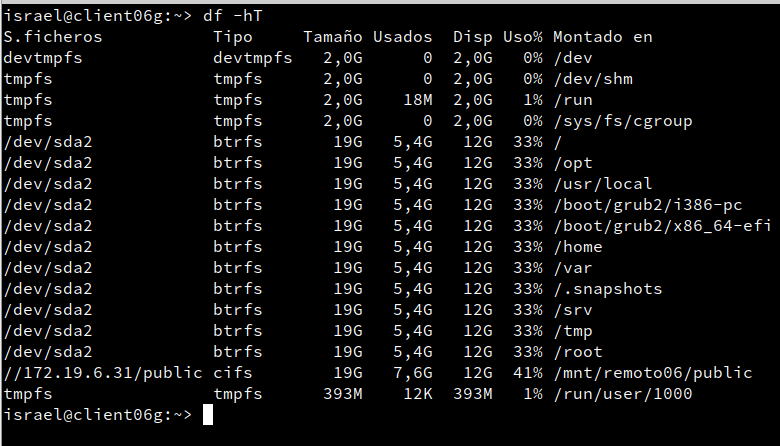 israel@client06g:~> df -hT
S.ficheros           Tipo     Tamaño Usados  Disp Uso% Montado en
devtmpfs             devtmpfs   2,0G      0  2,0G   0% /dev
tmpfs                tmpfs      2,0G      0  2,0G   0% /dev/shm
tmpfs                tmpfs      2,0G    18M  2,0G   1% /run
tmpfs                tmpfs      2,0G      0  2,0G   0% /sys/fs/cgroup
/dev/sda2            btrfs       19G   5,4G   12G  33% /
/dev/sda2            btrfs       19G   5,4G   12G  33% /opt
/dev/sda2            btrfs       19G   5,4G   12G  33% /usr/local
/dev/sda2            btrfs       19G   5,4G   12G  33% /boot/grub2/i386-pc
/dev/sda2            btrfs       19G   5,4G   12G  33% /boot/grub2/x86_64-efi
/dev/sda2            btrfs       19G   5,4G   12G  33% /home
/dev/sda2            btrfs       19G   5,4G   12G  33% /var
/dev/sda2            btrfs       19G   5,4G   12G  33% /.snapshots
/dev/sda2            btrfs       19G   5,4G   12G  33% /srv
/dev/sda2            btrfs       19G   5,4G   12G  33% /tmp
/dev/sda2            btrfs       19G   5,4G   12G  33% /root
//172.19.6.31/public cifs        19G   7,6G   12G  41% /mnt/remoto06/public
tmpfs                tmpfs      393M    12K  393M   1% /run/user/1000
israel@client06g:~>